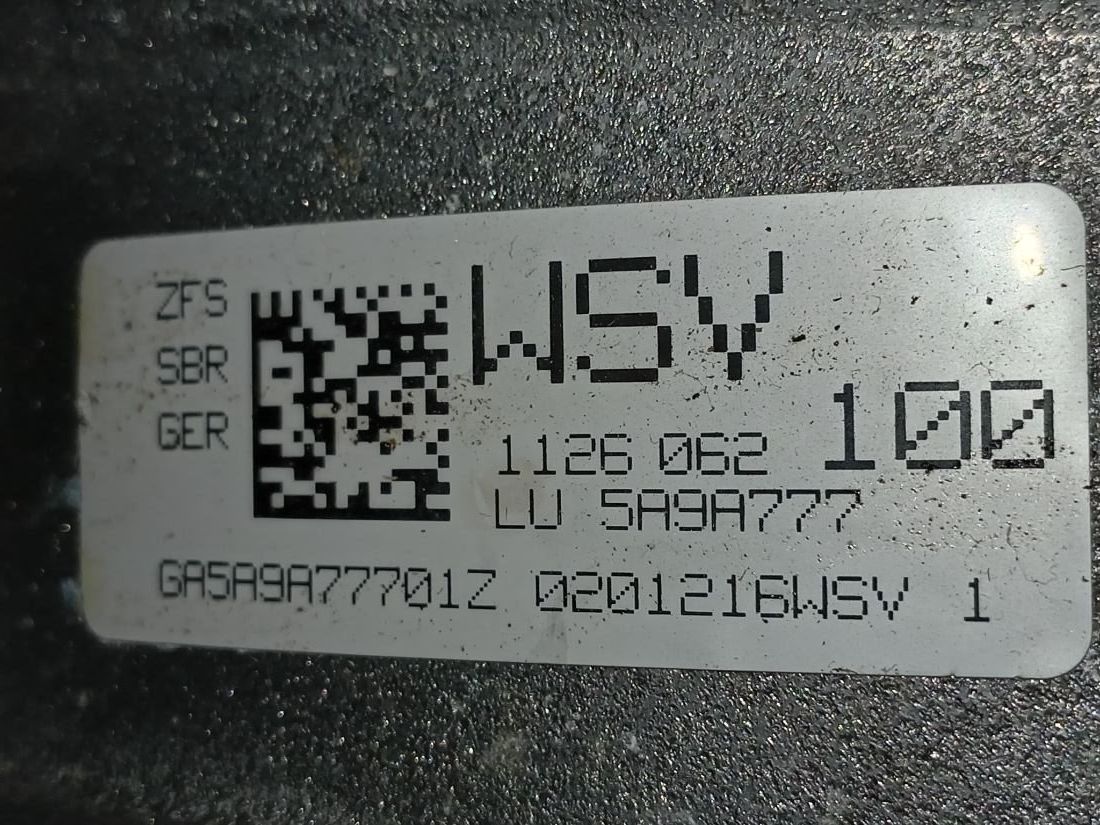 ZFS
SBR
GER
WSV
100
1126 062
LU 5A9A777
GA5A9A77701Z 0201216WSV 1